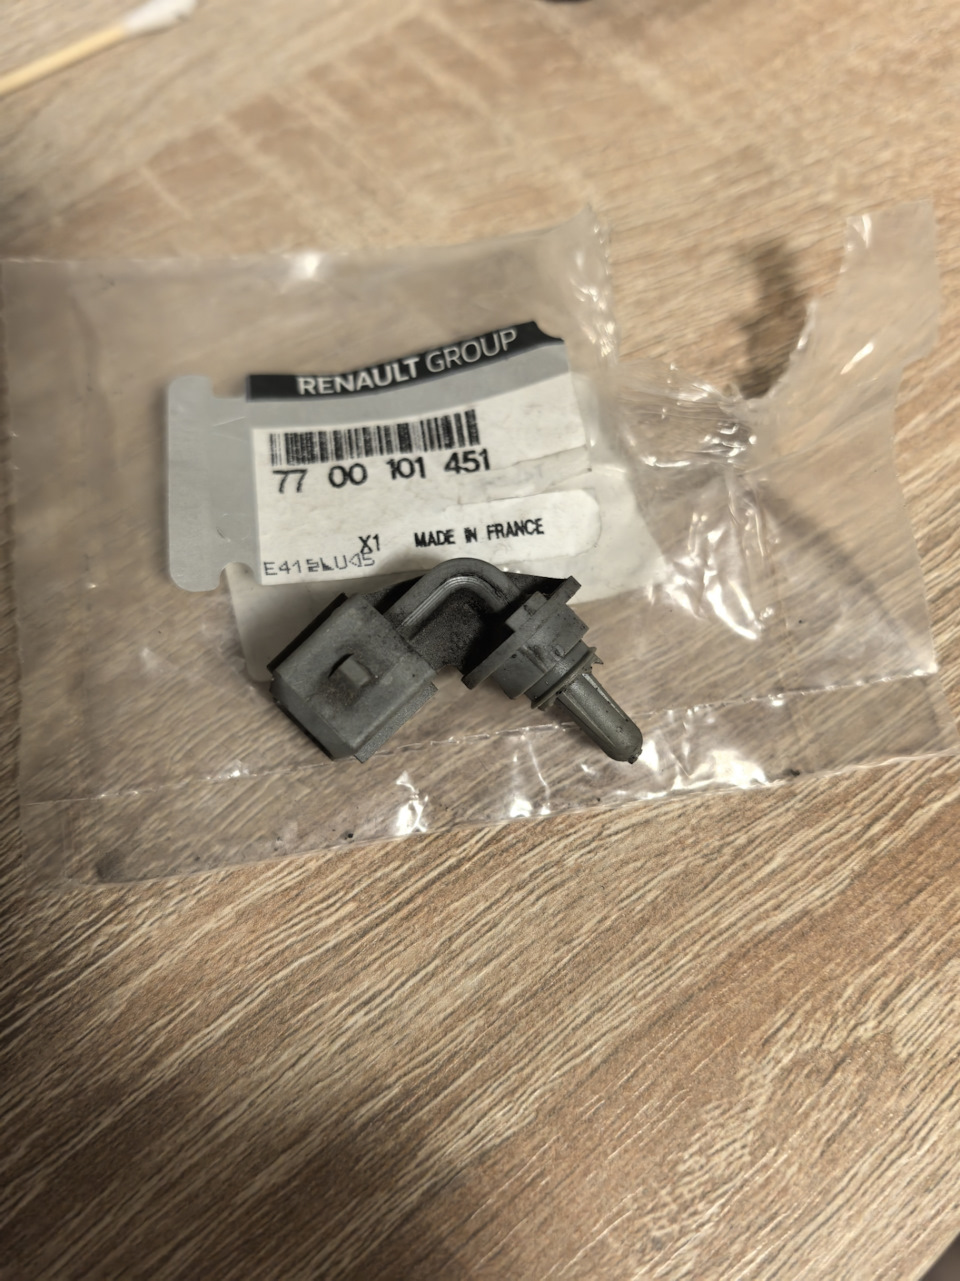 RENAULT GROUP
77 00 101 451
X1 MADE IN FRANCE